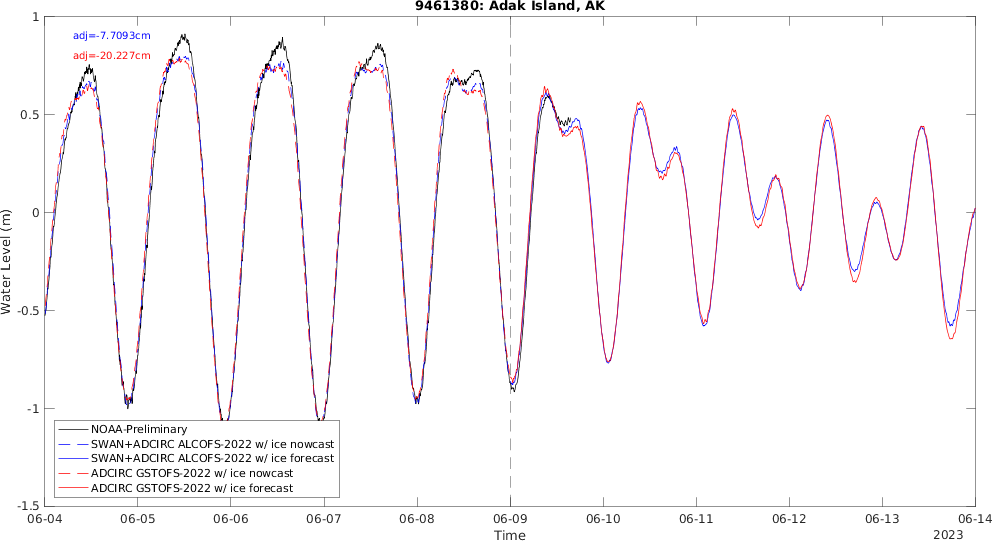 9461380: Adak Island, AK
adj=-7.7093cm
adj=-20.227cm
Water Level (m)
1
0.5
0
-0.5
-1
-1.5
NOAA-Preliminary
SWAN+ADCIRC ALCOFS-2022 w/ ice nowcast
SWAN+ADCIRC ALCOFS-2022 w/ ice forecast
ADCIRC GSTOFS-2022 w/ ice nowcast
ADCIRC GSTOFS-2022 w/ ice forecast
06-04 06-05 06-06 06-07 06-08 06-09 06-10 06-11 06-12 06-13 06-14
Time
2023